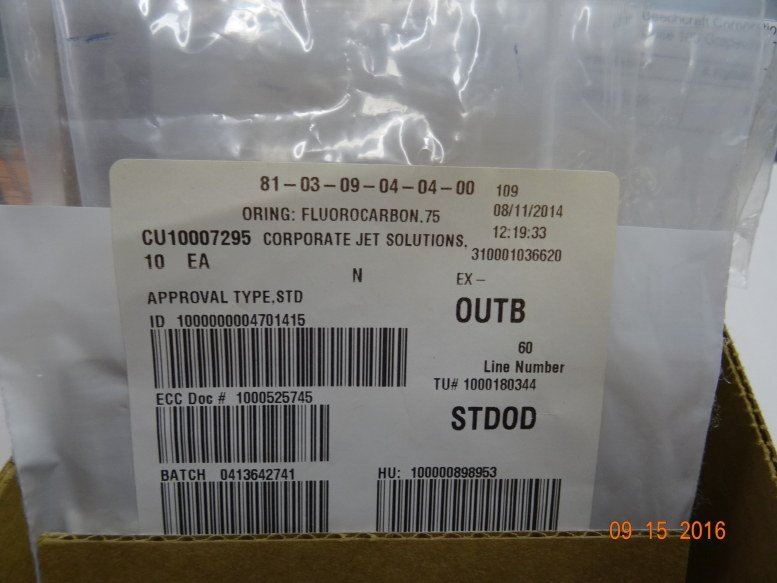 Beechcraft Corporation
81-03-09-04-04-00 109
ORING: FLUOROCARBON.75 08/11/2014
CU10007295 CORPORATE JET SOLUTIONS, 12:19:33
310001036620
10 EA
N EX-
APPROVAL TYPE,STD OUTB
ID 1000000004701415
60
Line Number
TU# 1000180344
ECC Doc # 1000525745
STDOD
BATCH 0413642741 HU: 100000898953
09 15 2016